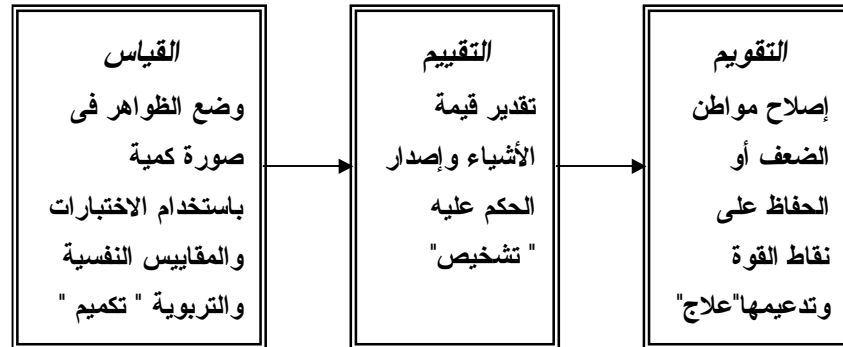 القياس
وضع الظواهر فى
صورة كمية
باستخدام الاختبارات
والمقاييس النفسية
والتربوية " تكميم "
التقييم
تقدير قيمة
الأشياء وإصدار
الحكم عليه
" تشخيص"
التقويم
إصلاح مواطن
الضعف أو
الحفاظ على
نقاط القوة
وتدعيمها"علاج"